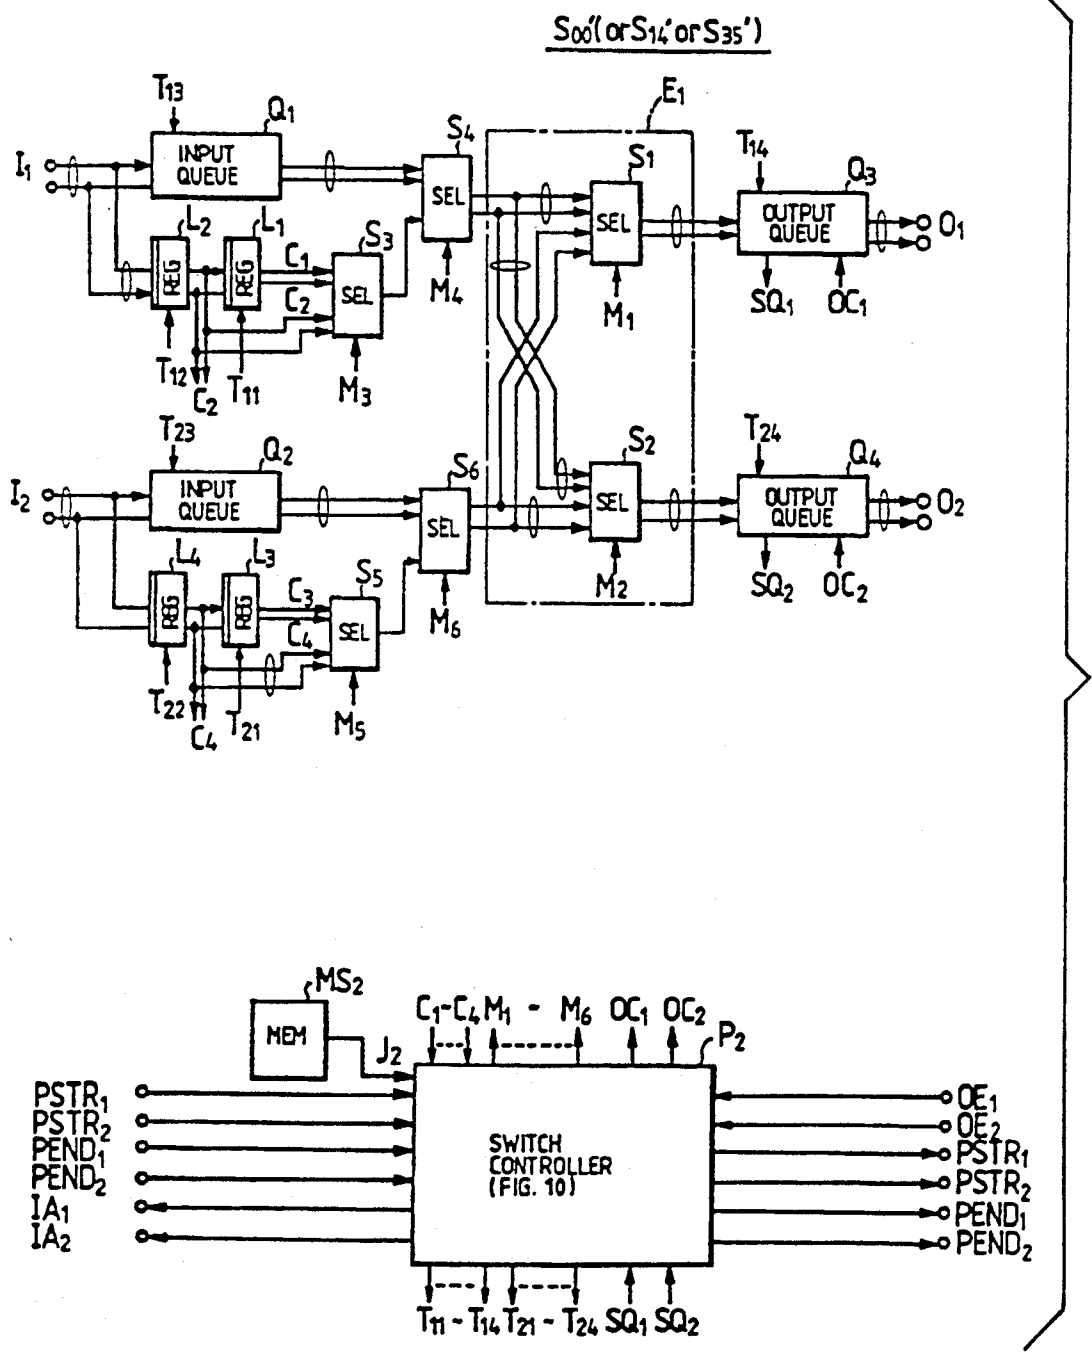 S00'(orS14'orS35')
T13
Q1
I1
INPUT
QUEUE
S4
SEL
M4
E1
S1
SEL
M1
T14
Q3
OUTPUT
QUEUE
O1
SQ1
OC1
L2
REG
L1
REG
C1
C2
S3
SEL
M3
T12
C2
T11
T23
Q2
I2
INPUT
QUEUE
S6
SEL
M6
S2
SEL
M2
T24
Q4
OUTPUT
QUEUE
O2
SQ2
OC2
L4
REG
L3
REG
C3
C4
S5
SEL
M5
T22
C4
T21
MS2
MEM
J2
C1-C4 M1 - M6 OC1 OC2
P2
PSTR1
PSTR2
PEND1
PEND2
IA1
IA2
SWITCH
CONTROLLER
(FIG. 10)
OE1
OE2
PSTR1
PSTR2
PEND1
PEND2
T11 - T14 T21 - T24 SQ1 SQ2